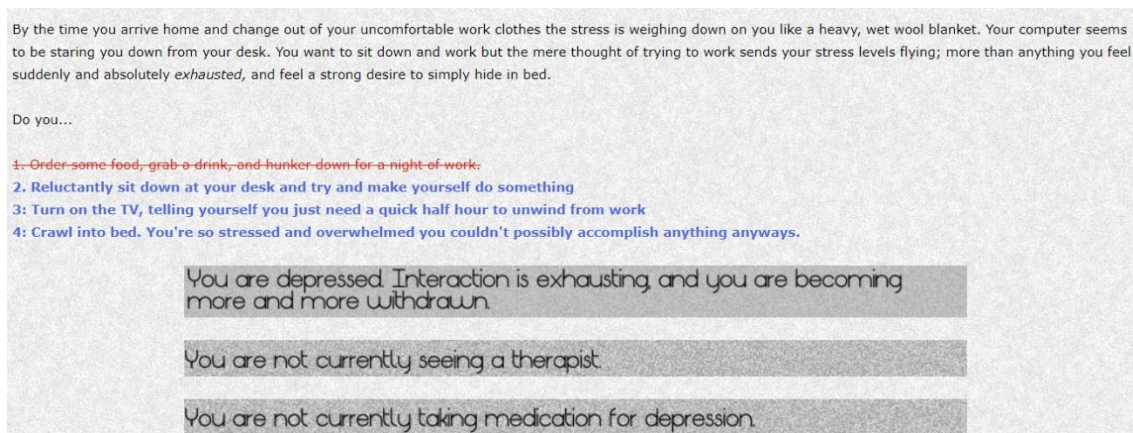 By the time you arrive home and change out of your uncomfortable work clothes the stress is weighing down on you like a heavy, wet wool blanket. Your computer seems
to be staring you down from your desk. You want to sit down and work but the mere thought of trying to work sends your stress levels flying; more than anything you feel
suddenly and absolutely exhausted, and feel a strong desire to simply hide in bed.
Do you...
1. Order some food, grab a drink, and hunker down for a night of work.
2. Reluctantly sit down at your desk and try and make yourself do something
3: Turn on the TV, telling yourself you just need a quick half hour to unwind from work
4: Crawl into bed. You're so stressed and overwhelmed you couldn't possibly accomplish anything anyways.
You are depressed. Interaction is exhausting, and you are becoming
more and more withdrawn.
You are not currently seeing a therapist.
You are not currently taking medication for depression.